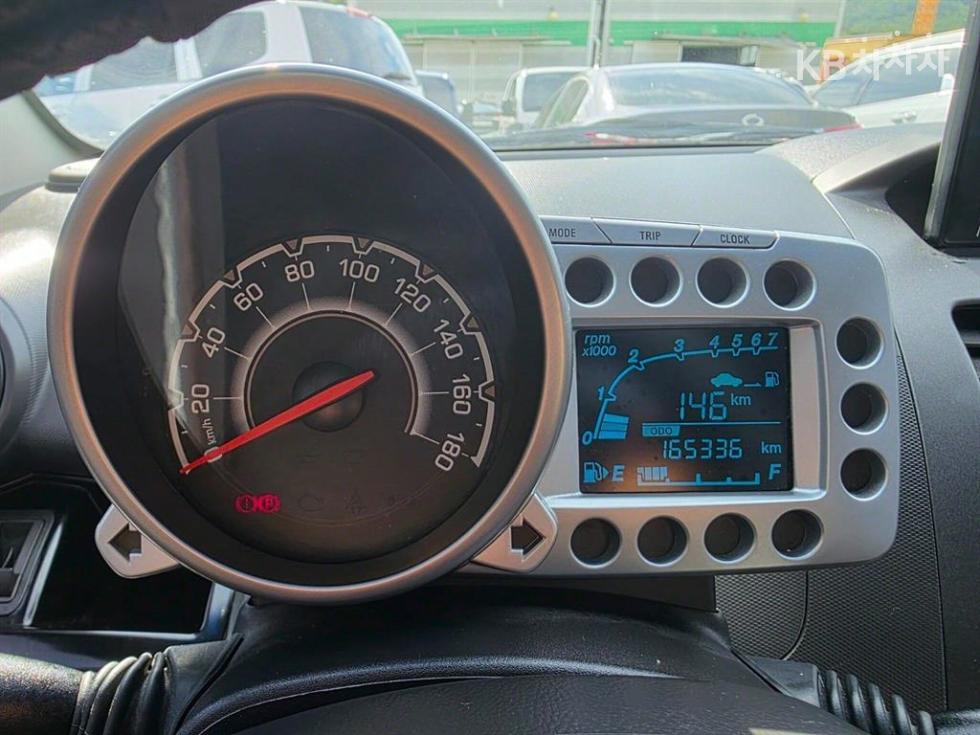 KB차차차
MODE TRIP CLOCK
0 20 40 60 80 100 120 140 160 180
km/h
rpm
x1000
0 1 2 3 4 5 6 7
146 km
ODO
165336 km
E F
(!) (P)